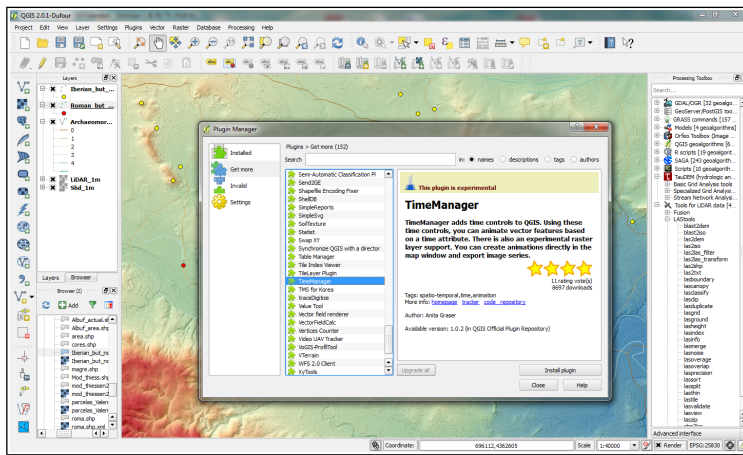 QGIS 2.0.1-Dufour
Project Edit View Layer Settings Plugins Vector Raster Database Processing Help
Layers
Iberian_but_...
Roman_but_...
Archaeomor...
0
1
2
3
4
LiDAR_1m
Shd_1m
Layers Browser
Browser (2)
Add
Albuf_actual.sh
Albuf_area.shp
area.shp
cores.shp
Iberian_but_no
Iberian_but_no
magre.shp
Mod_thiess.shp
mod_thiessen2
mod_thiessen2
parcelas_Valen
parcelas_Valen
roma.shp
roma.shp.xml
Plugin Manager
Installed
Get more
Invalid
Settings
Plugins > Get more (152)
Search in: names descriptions tags authors
Semi-Automatic Classification Pl
Send2GE
Shapefile Encoding Fixer
ShellDB
SimpleReports
SimpleSvg
SolTexture
Statist
Swap XY
Synchronize QGIS with a director
Table Manager
Tile Index Viewer
TileLayer Plugin
TimeManager
TMS for Korea
traceDigitize
Value Tool
Vector field renderer
VectorFieldCalc
Vertices Counter
Video UAV Tracker
VoGIS-ProfilTool
VTerrain
WFS 2.0 Client
XyTools
This plugin is experimental
TimeManager
TimeManager adds time controls to QGIS. Using these
time controls, you can animate vector features based
on a time attribute. There is also an experimental raster
layer support. You can create animations directly in the
map window and export image series.
11 rating vote(s)
8697 downloads
Tags: spatio-temporal,time,animation
More info: homepage tracker code_repository
Author: Anita Graser
Available version: 1.0.2 (in QGIS Official Plugin Repository)
Upgrade all Install plugin
Close Help
Processing Toolbox
Search...
GDAL/OGR [32 geoalgo...
GeoServer/PostGIS too...
GRASS commands [157 ...
Models [4 geoalgorithms]
Orfeo Toolbox (Image ...
QGIS geoalgorithms [6...
R scripts [19 geoalgorit...
SAGA [243 geoalgorith...
Scripts [10 geoalgorith...
TauDEM (hydrologic an...
Basic Grid Analysis tools
Specialized Grid Analys...
Stream Network Analysi...
Tools for LiDAR data [4...
Fusion
LAStools
blast2dem
blast2iso
las2dem
las2iso
las2las_filter
las2las_transform
las2shp
las2txt
lasboundary
lascanopy
lasclassify
lasclip
lasduplicate
lasgrid
lasground
lasheight
lasindex
lasinfo
lasmerge
lasnoise
lasoverage
lasoverlap
lasprecision
lassort
lassplit
lasthin
lastile
lasvalidate
lasview
laszip
Advanced interface
Coordinate: 696112,4362605 Scale 1:40000 Render EPSG:25830